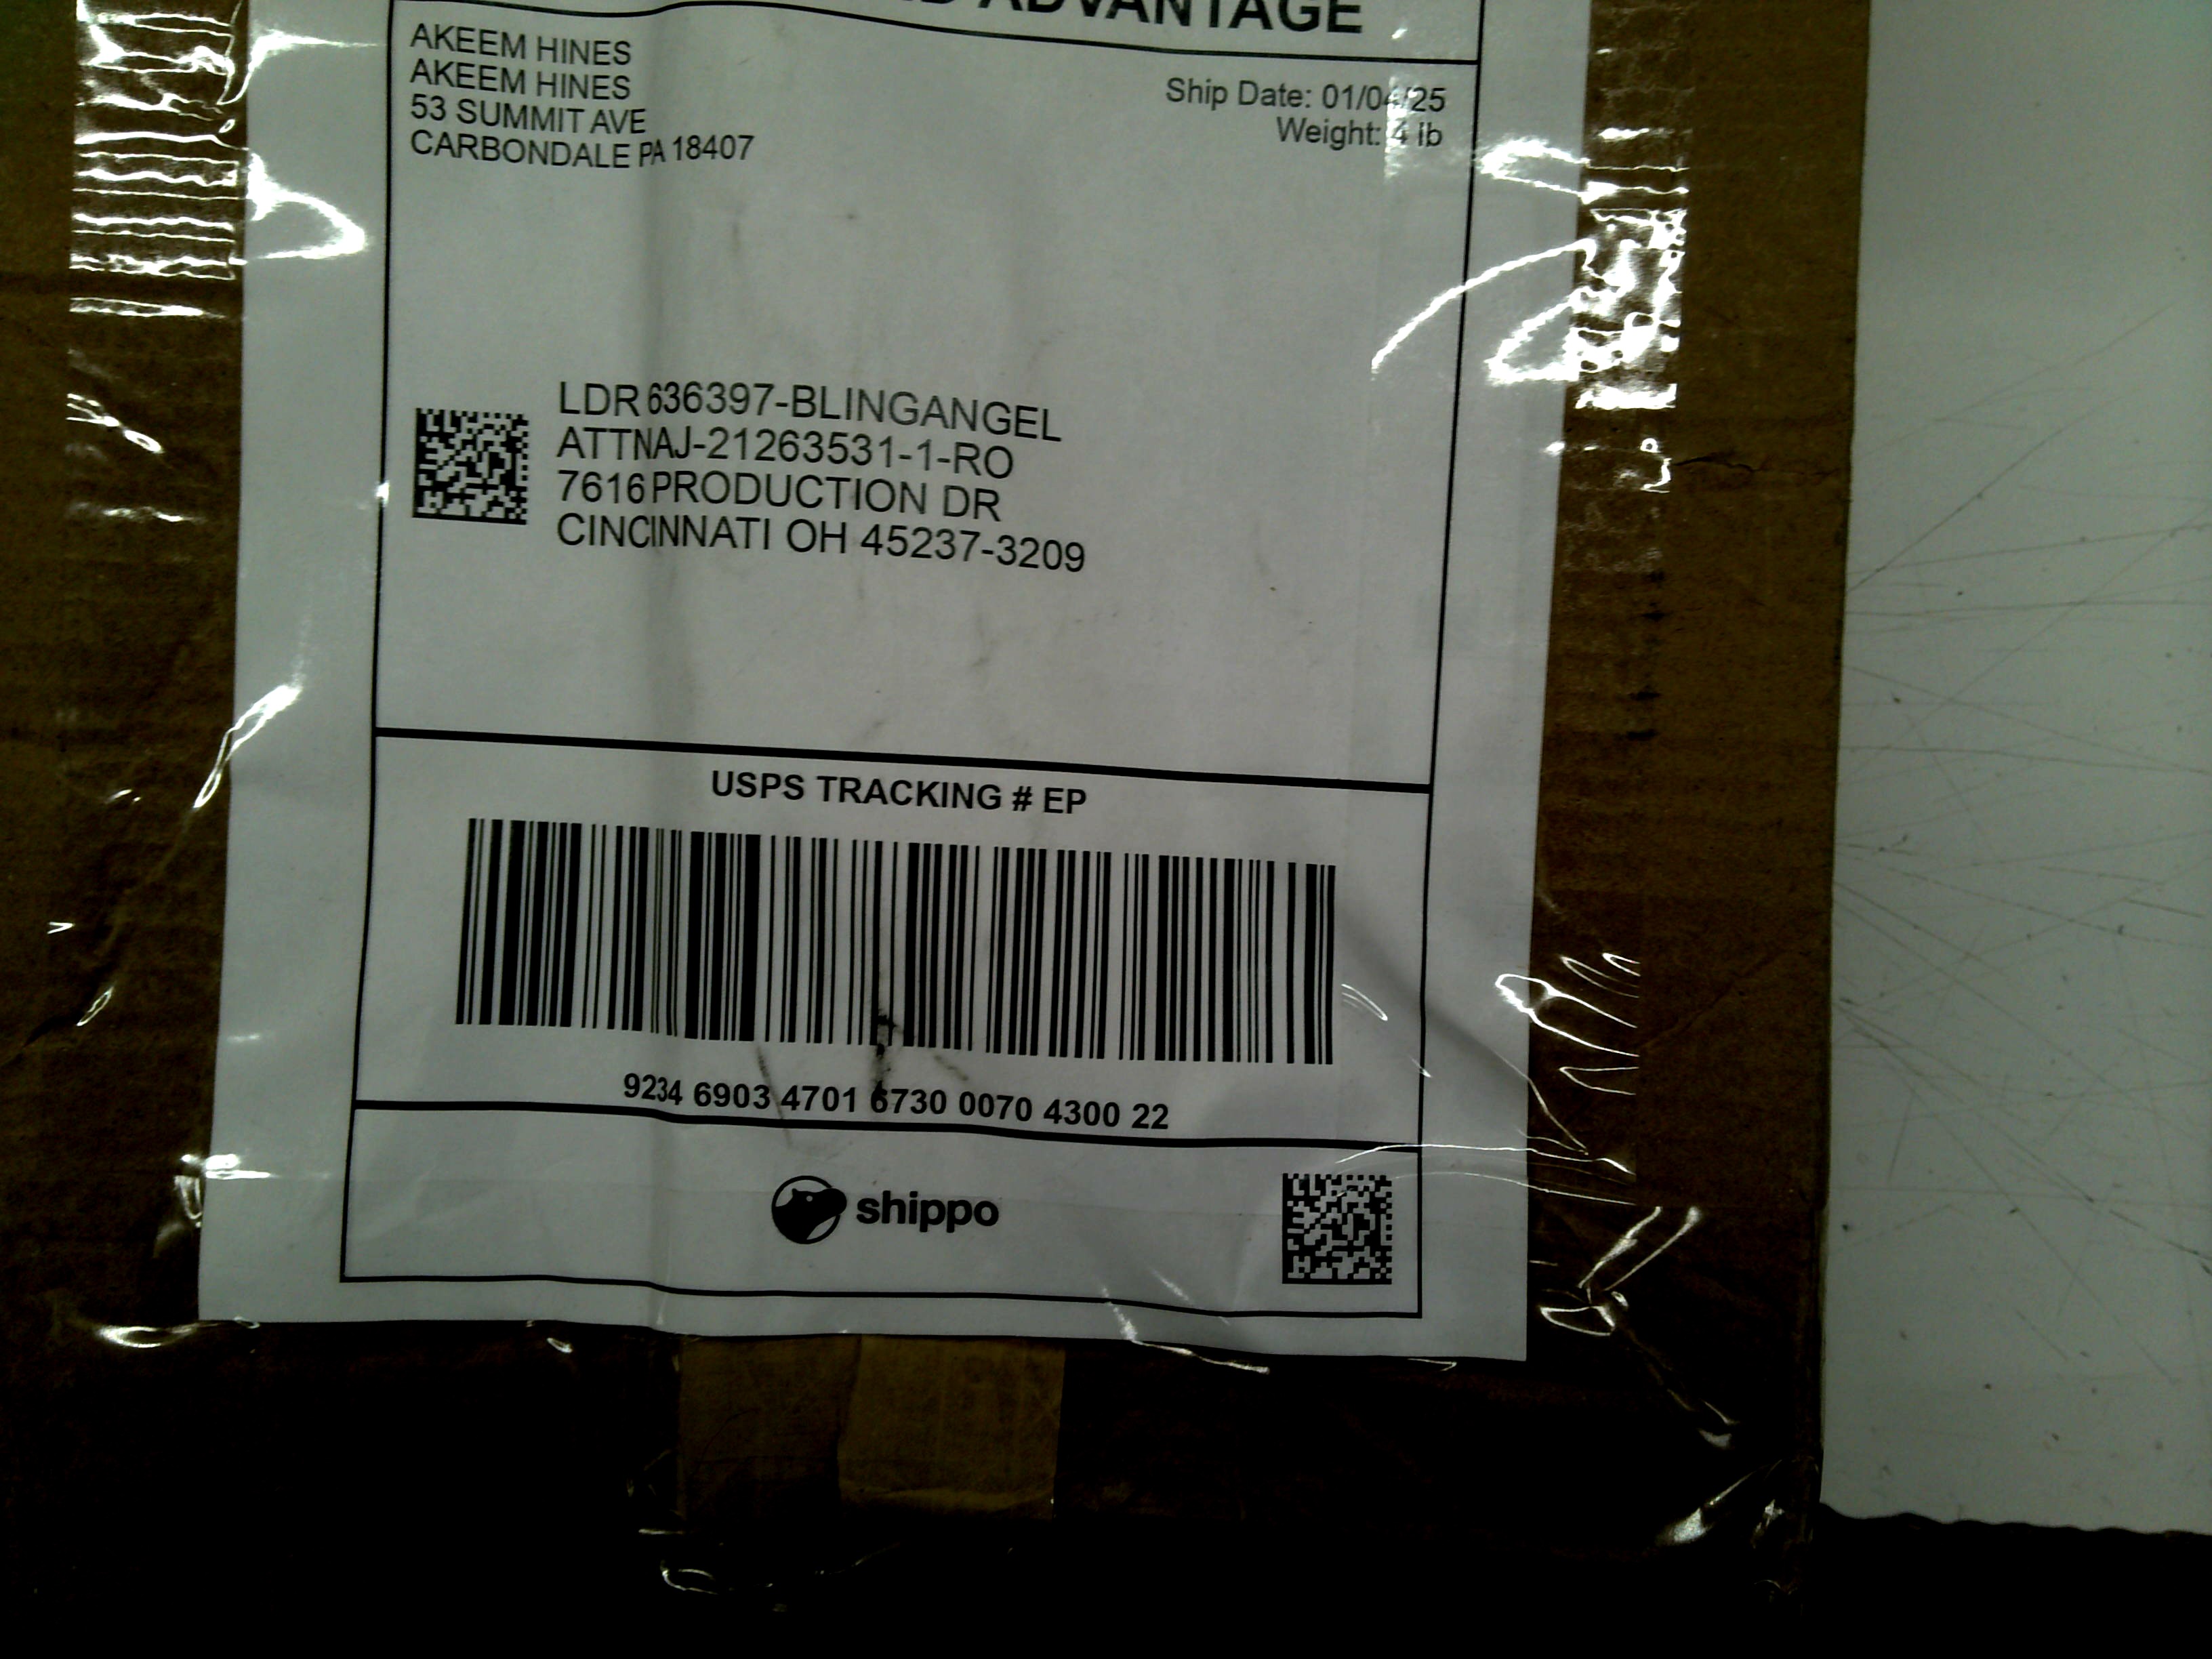 ADVANTAGE
AKEEM HINES
AKEEM HINES
53 SUMMIT AVE
CARBONDALE PA 18407
Ship Date: 01/04/25
Weight: 4 lb
LDR 636397-BLINGANGEL
ATTNAJ-21263531-1-RO
7616 PRODUCTION DR
CINCINNATI OH 45237-3209
USPS TRACKING # EP
9234 6903 4701 6730 0070 4300 22
shippo